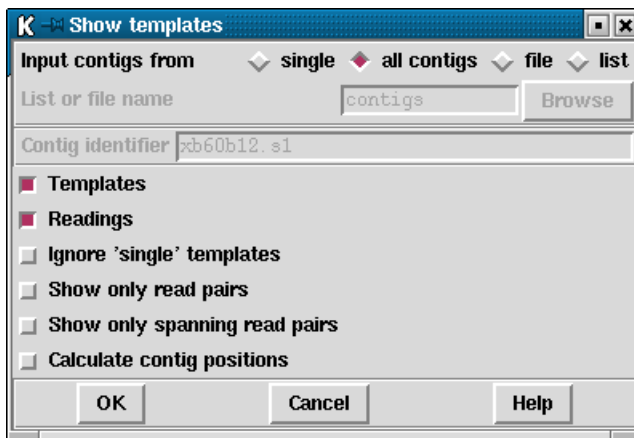 Show templates
Input contigs from single all contigs file list
List or file name contigs Browse
Contig identifier xb60b12.s1
Templates
Readings
Ignore 'single' templates
Show only read pairs
Show only spanning read pairs
Calculate contig positions
OK Cancel Help